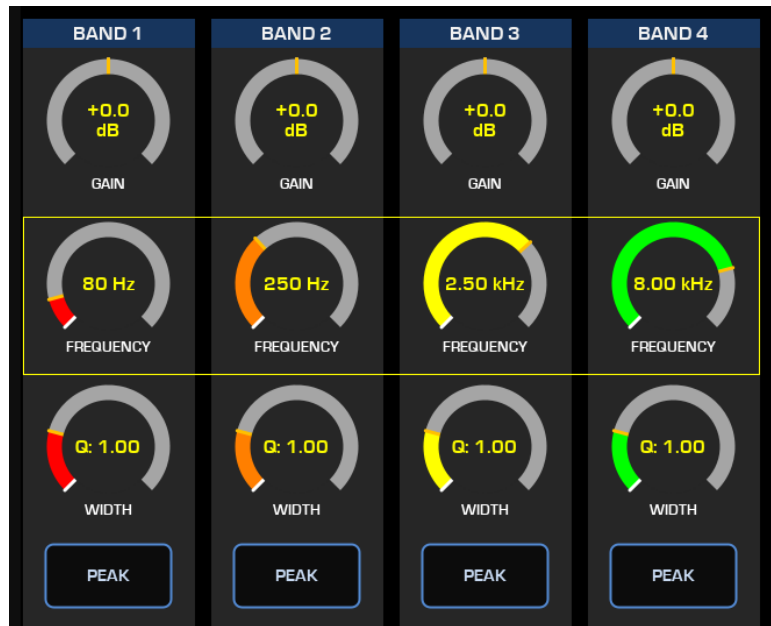 BAND 1 BAND 2 BAND 3 BAND 4
+0.0 +0.0 +0.0 +0.0
dB dB dB dB
GAIN GAIN GAIN GAIN
80 Hz 250 Hz 2.50 kHz 8.00 kHz
FREQUENCY FREQUENCY FREQUENCY FREQUENCY
Q: 1.00 Q: 1.00 Q: 1.00 Q: 1.00
WIDTH WIDTH WIDTH WIDTH
PEAK PEAK PEAK PEAK